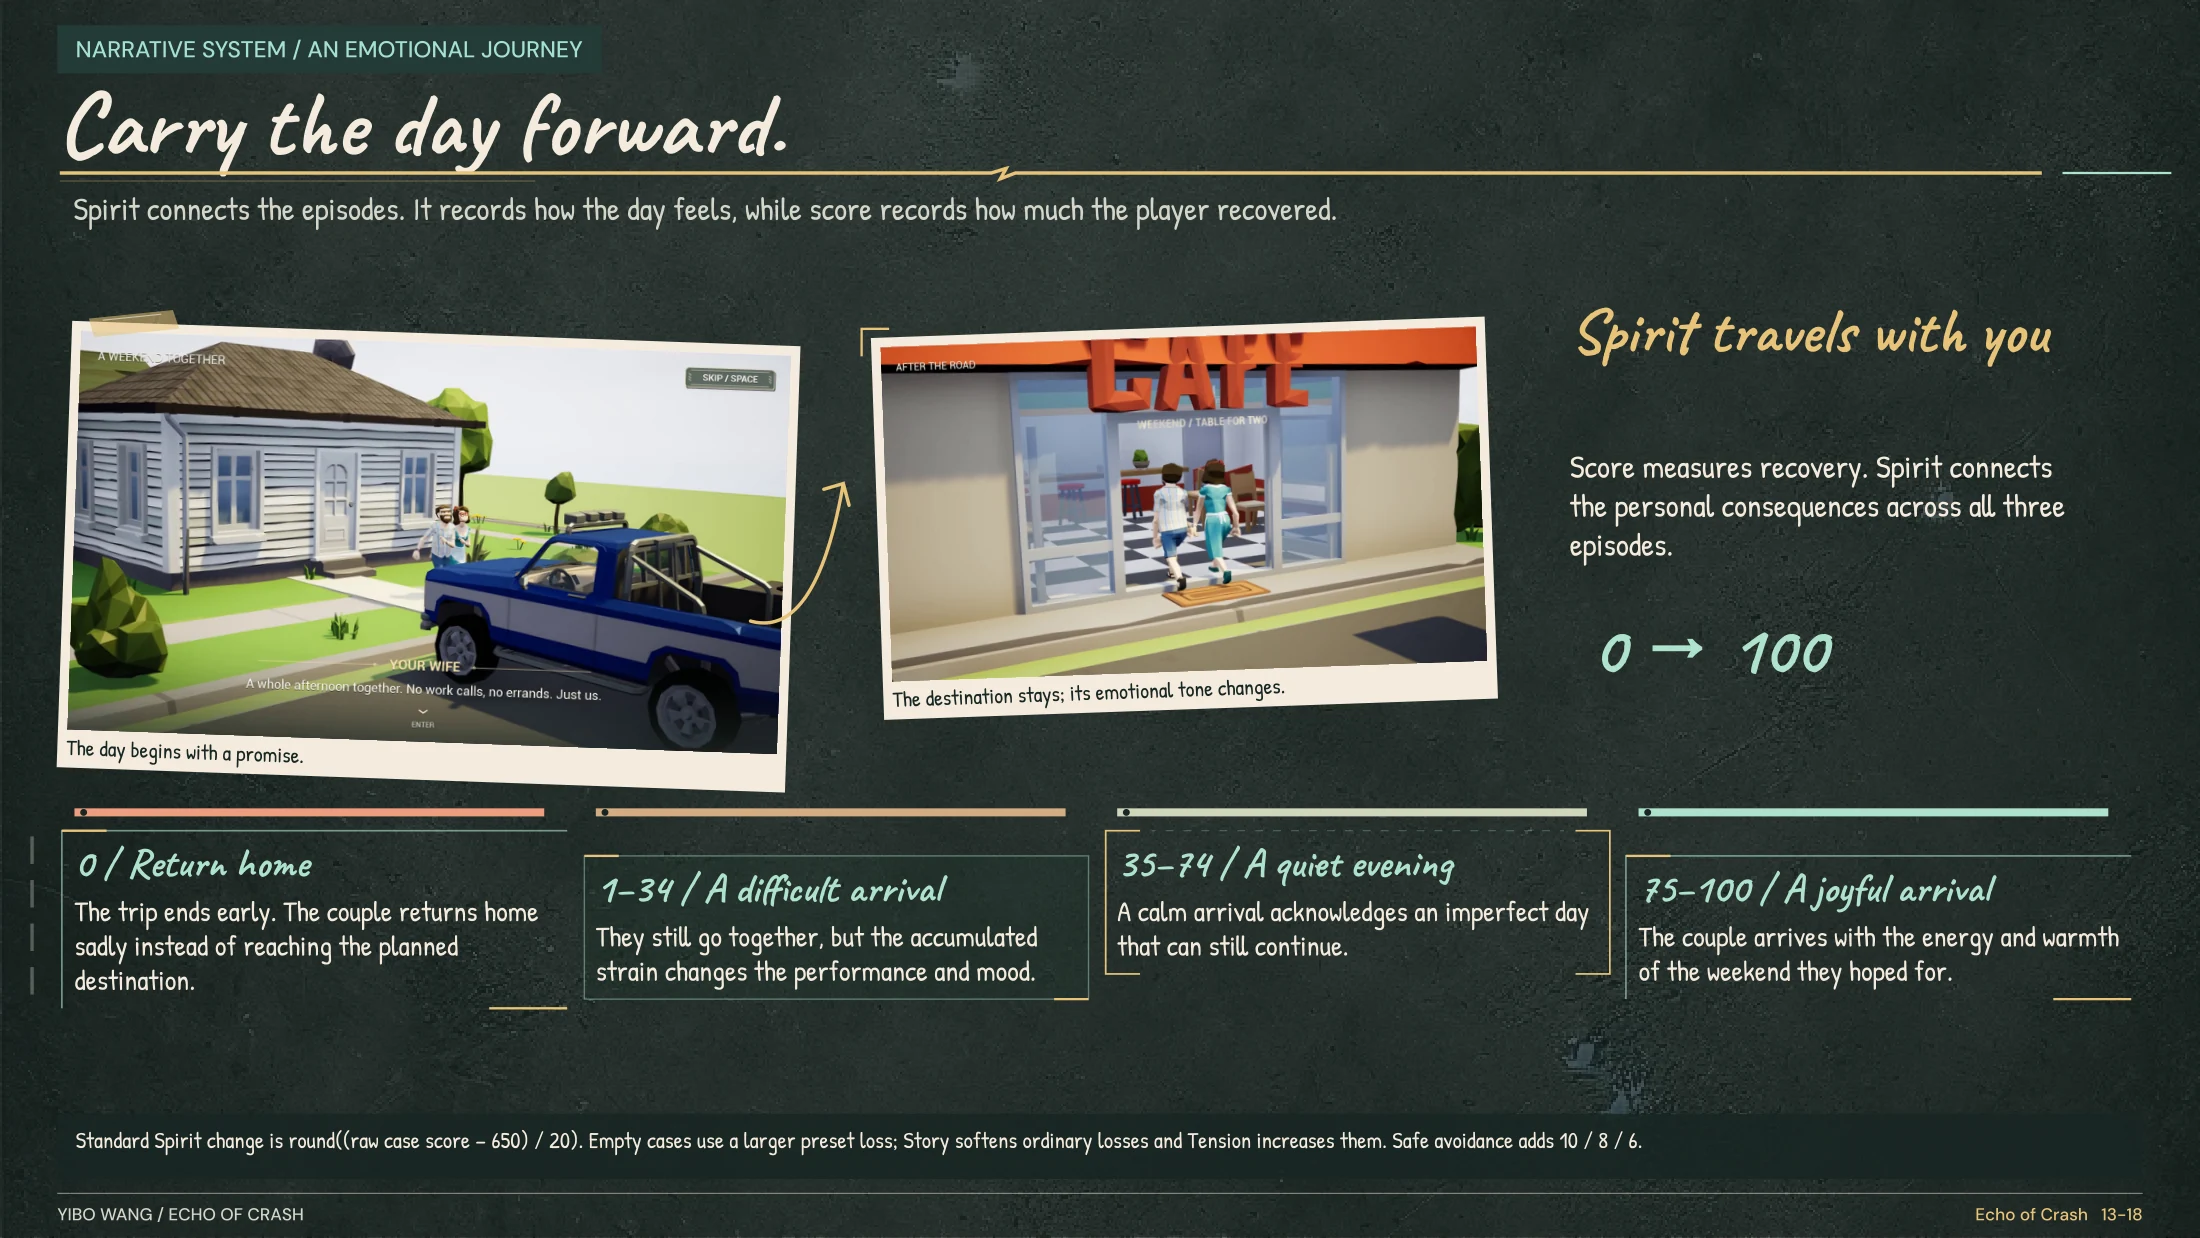 NARRATIVE SYSTEM / AN EMOTIONAL JOURNEY
Carry the day forward.
Spirit connects the episodes. It records how the day feels, while score records how much the player recovered.
A WEEKEND TOGETHER
SKIP / SPACE
YOUR WIFE
A whole afternoon together. No work calls, no errands. Just us.
ENTER
The day begins with a promise.
AFTER THE ROAD
CAFE
WEEKEND / TABLE FOR TWO
The destination stays; its emotional tone changes.
Spirit travels with you
Score measures recovery. Spirit connects
the personal consequences across all three
episodes.
0 → 100
0 / Return home
The trip ends early. The couple returns home
sadly instead of reaching the planned
destination.
1–34 / A difficult arrival
They still go together, but the accumulated
strain changes the performance and mood.
35–74 / A quiet evening
A calm arrival acknowledges an imperfect day
that can still continue.
75–100 / A joyful arrival
The couple arrives with the energy and warmth
of the weekend they hoped for.
Standard Spirit change is round((raw case score – 650) / 20). Empty cases use a larger preset loss; Story softens ordinary losses and Tension increases them. Safe avoidance adds 10 / 8 / 6.
YIBO WANG / ECHO OF CRASH
Echo of Crash 13-18